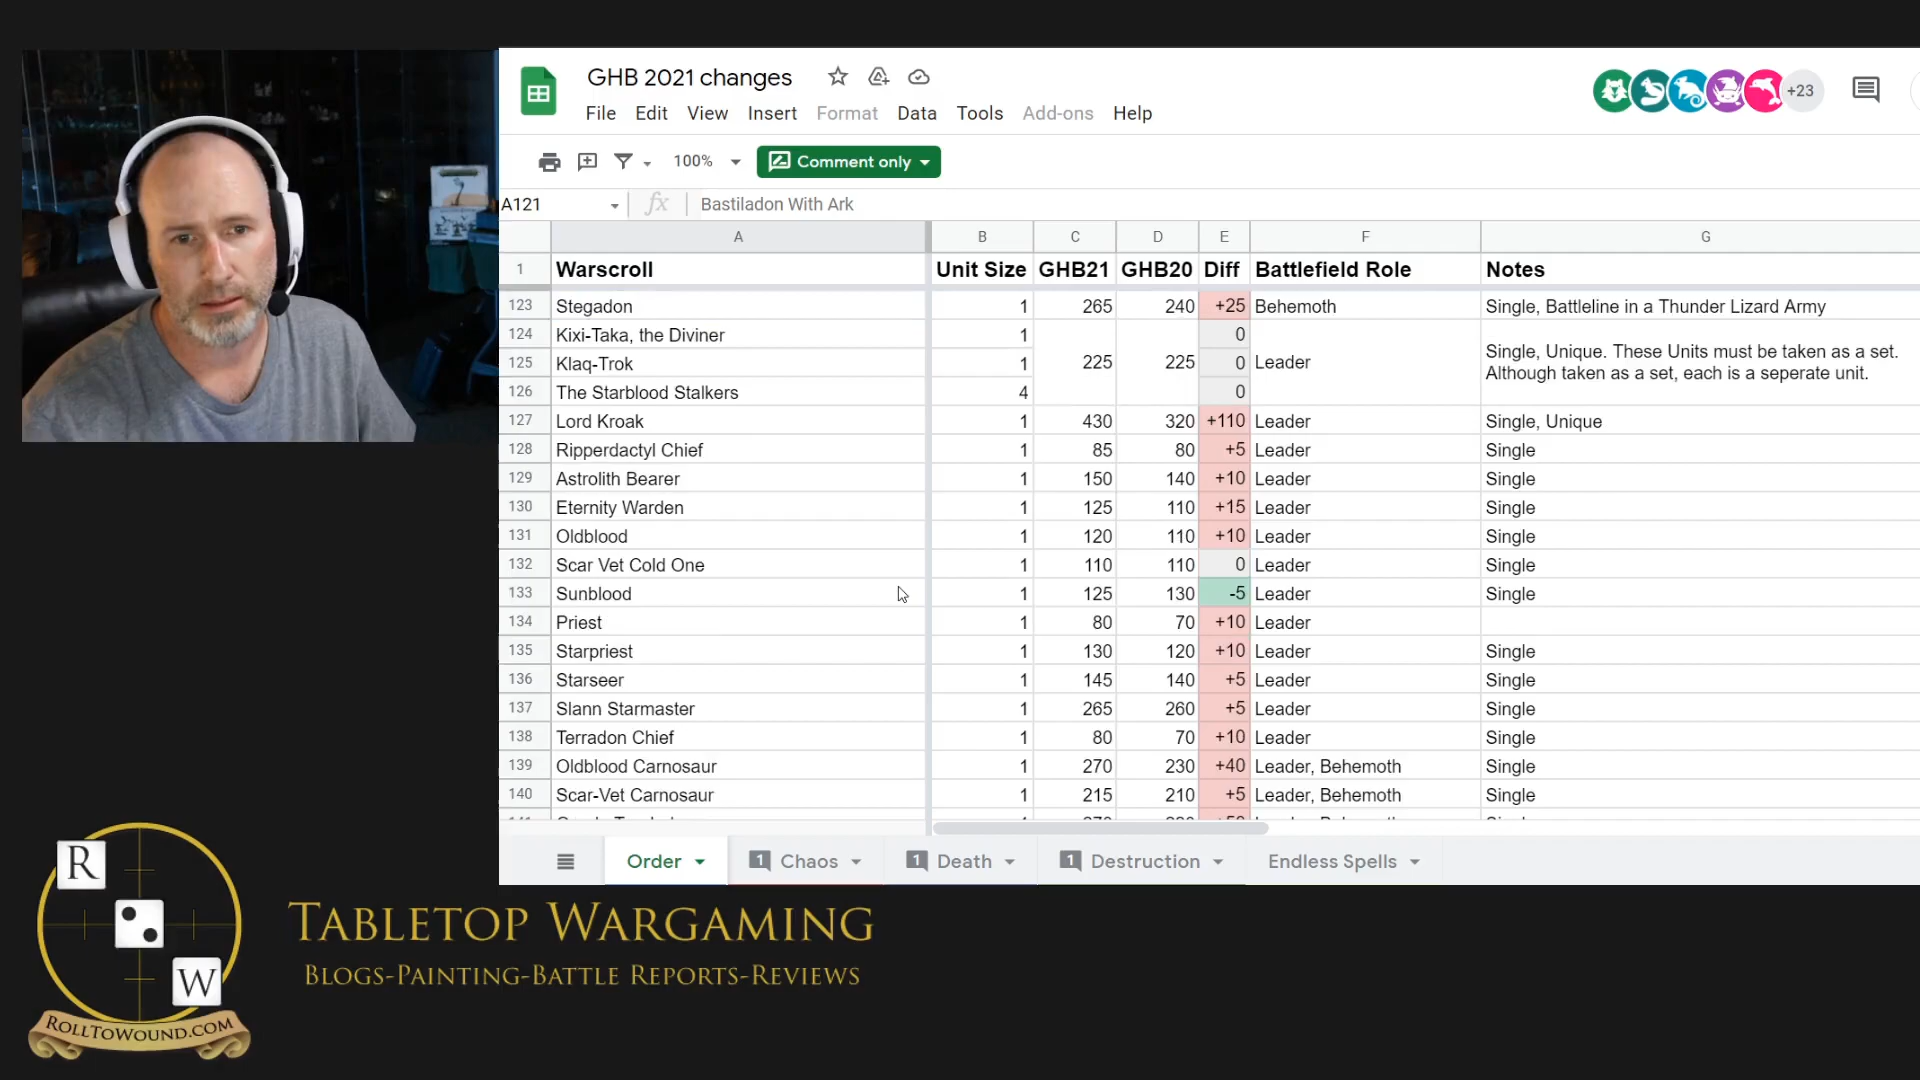 GHB 2021 changes
+23
File Edit View Insert Format Data Tools Add-ons Help
100% Comment only
A121 fx Bastiladon With Ark
A B C D E F G
1 Warscroll Unit Size GHB21 GHB20 Diff Battlefield Role Notes
123 Stegadon 1 265 240 +25 Behemoth Single, Battleline in a Thunder Lizard Army
124 Kixi-Taka, the Diviner 1 0
125 Klaq-Trok 1 225 225 0 Leader Single, Unique. These Units must be taken as a set.
Although taken as a set, each is a seperate unit.
126 The Starblood Stalkers 4 0
127 Lord Kroak 1 430 320 +110 Leader Single, Unique
128 Ripperdactyl Chief 1 85 80 +5 Leader Single
129 Astrolith Bearer 1 150 140 +10 Leader Single
130 Eternity Warden 1 125 110 +15 Leader Single
131 Oldblood 1 120 110 +10 Leader Single
132 Scar Vet Cold One 1 110 110 0 Leader Single
133 Sunblood 1 125 130 -5 Leader Single
134 Priest 1 80 70 +10 Leader
135 Starpriest 1 130 120 +10 Leader Single
136 Starseer 1 145 140 +5 Leader Single
137 Slann Starmaster 1 265 260 +5 Leader Single
138 Terradon Chief 1 80 70 +10 Leader Single
139 Oldblood Carnosaur 1 270 230 +40 Leader, Behemoth Single
140 Scar-Vet Carnosaur 1 215 210 +5 Leader, Behemoth Single
Order 1 Chaos 1 Death 1 Destruction Endless Spells
R
W
RollToWound.com
Tabletop Wargaming
Blogs-Painting-Battle Reports-Reviews